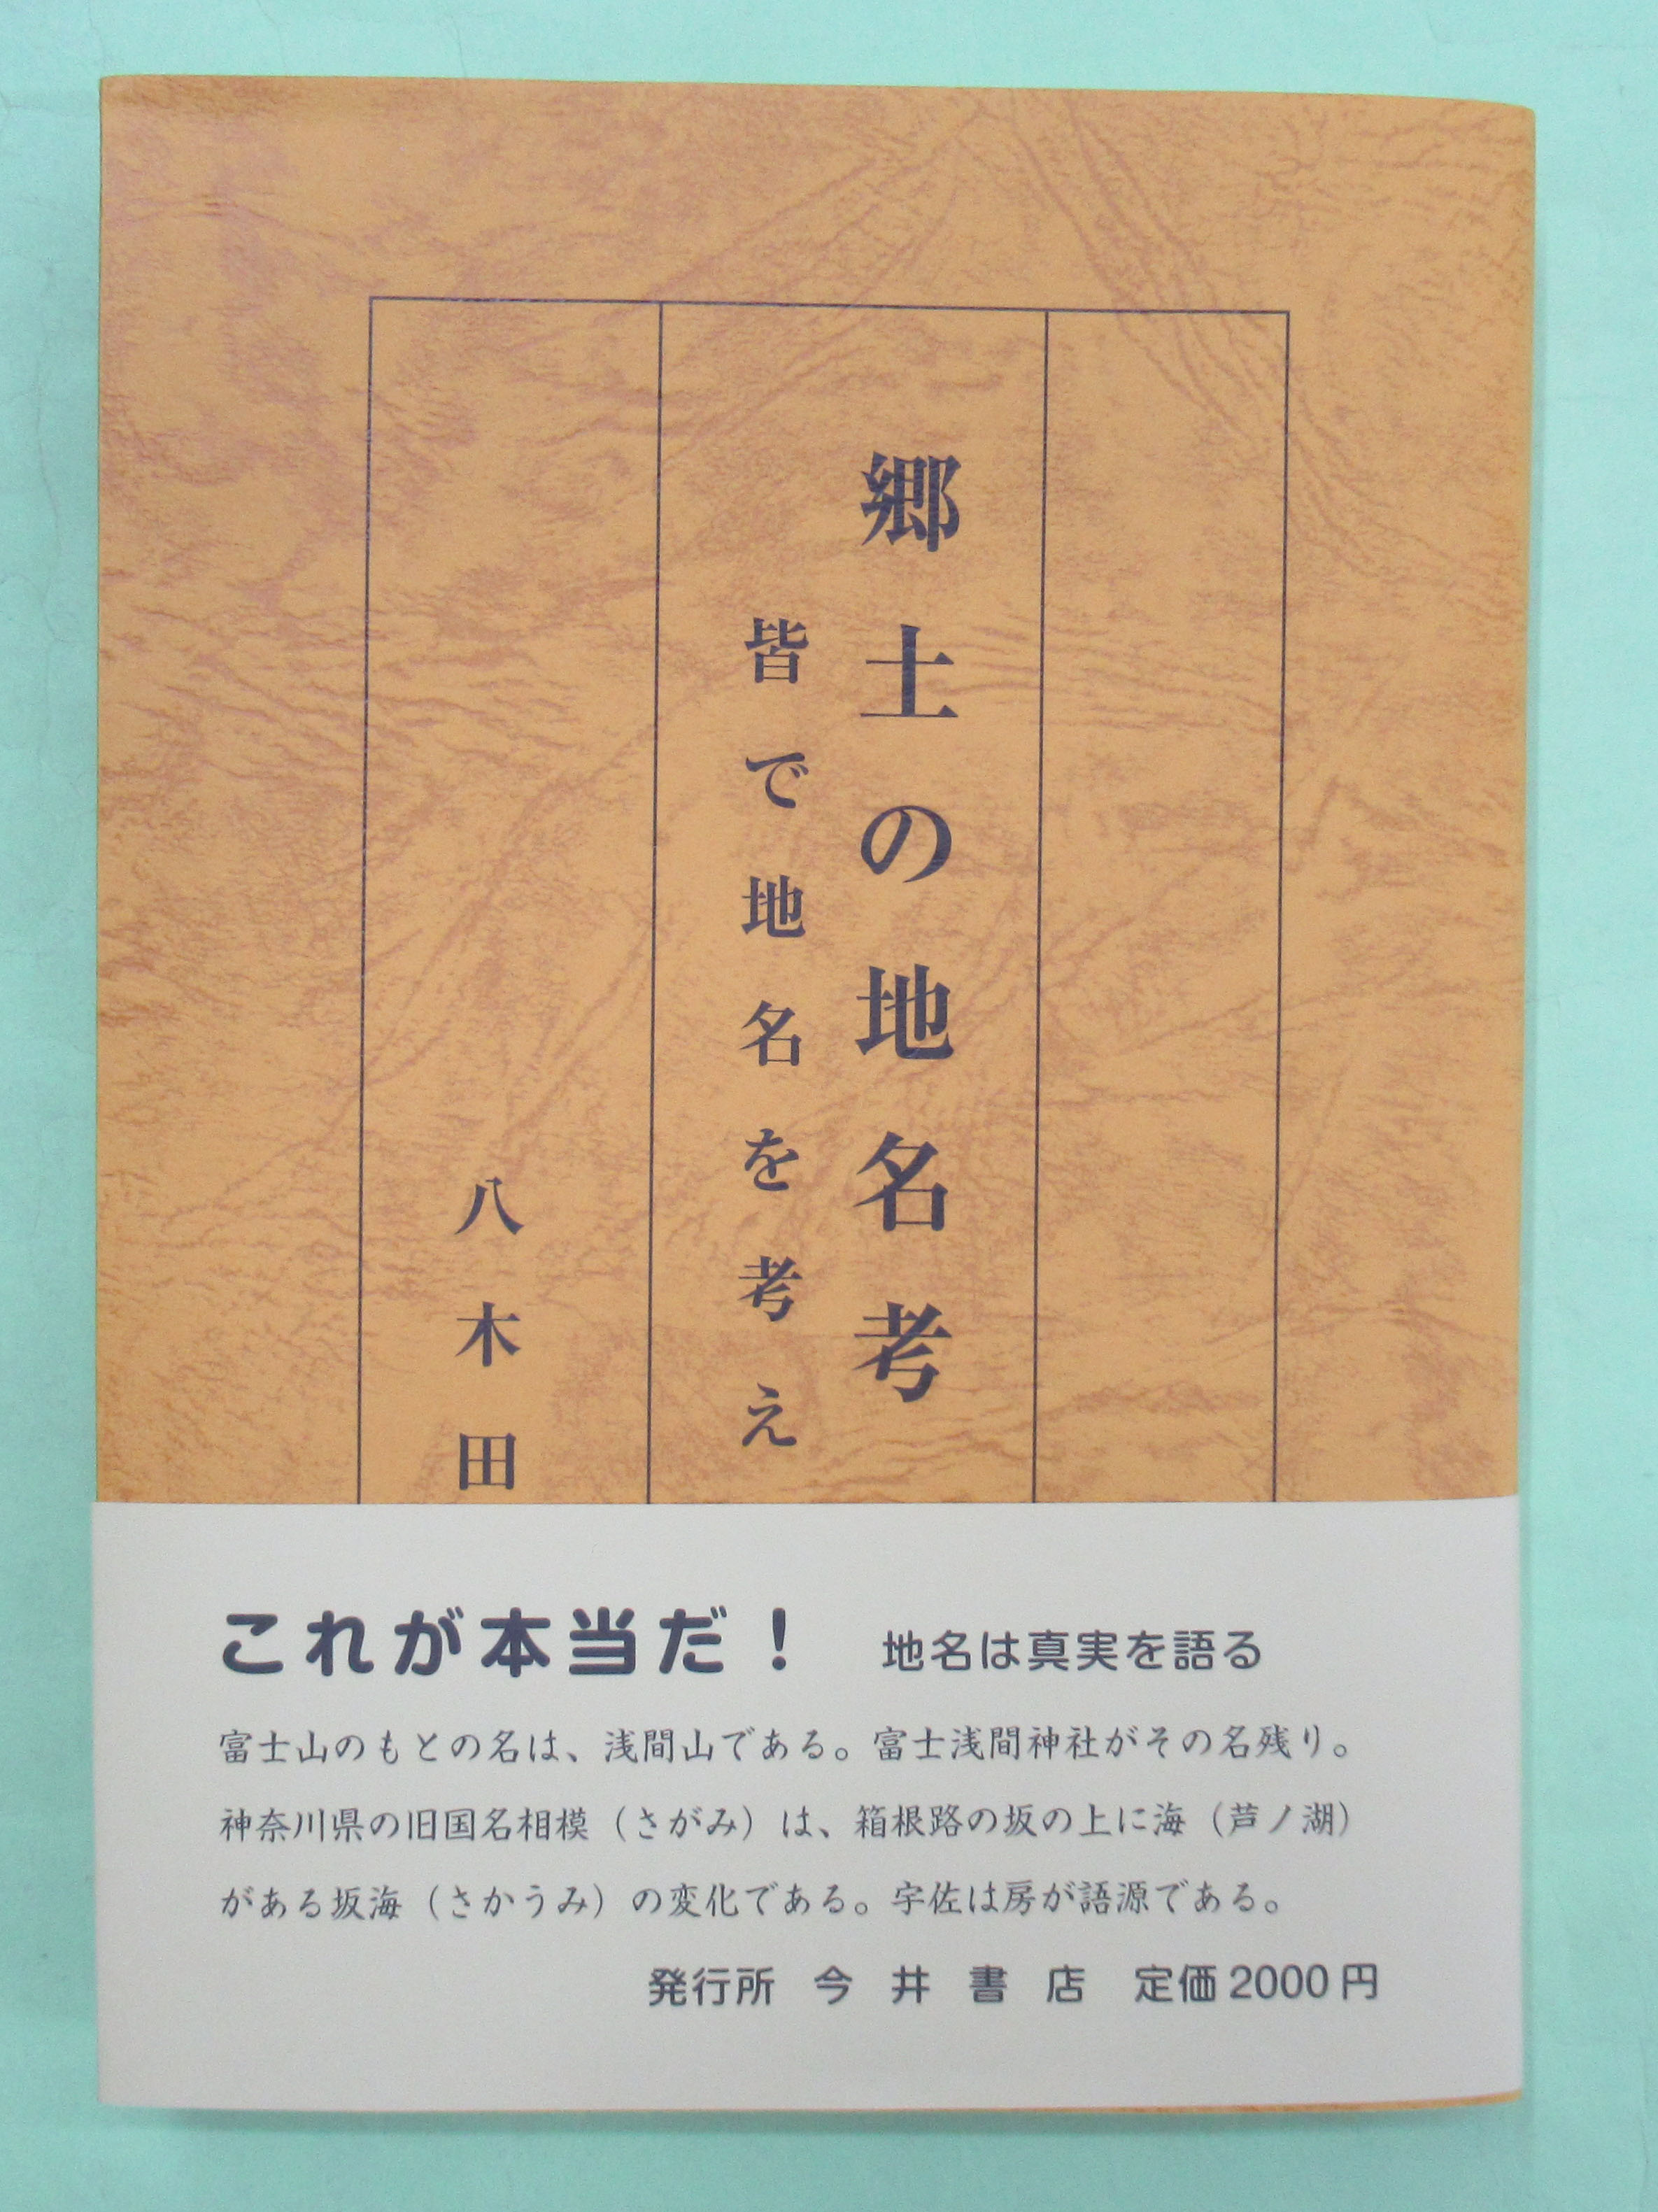 郷土の地名考
皆で地名を考え
八木田
これが本当だ！ 地名は真実を語る
富士山のもとの名は、浅間山である。富士浅間神社がその名残り。
神奈川県の旧国名相模（さがみ）は、箱根路の坂の上に海（芦ノ湖）
がある坂海（さかうみ）の変化である。宇佐は房が語源である。
発行所 今井書店 定価2000円